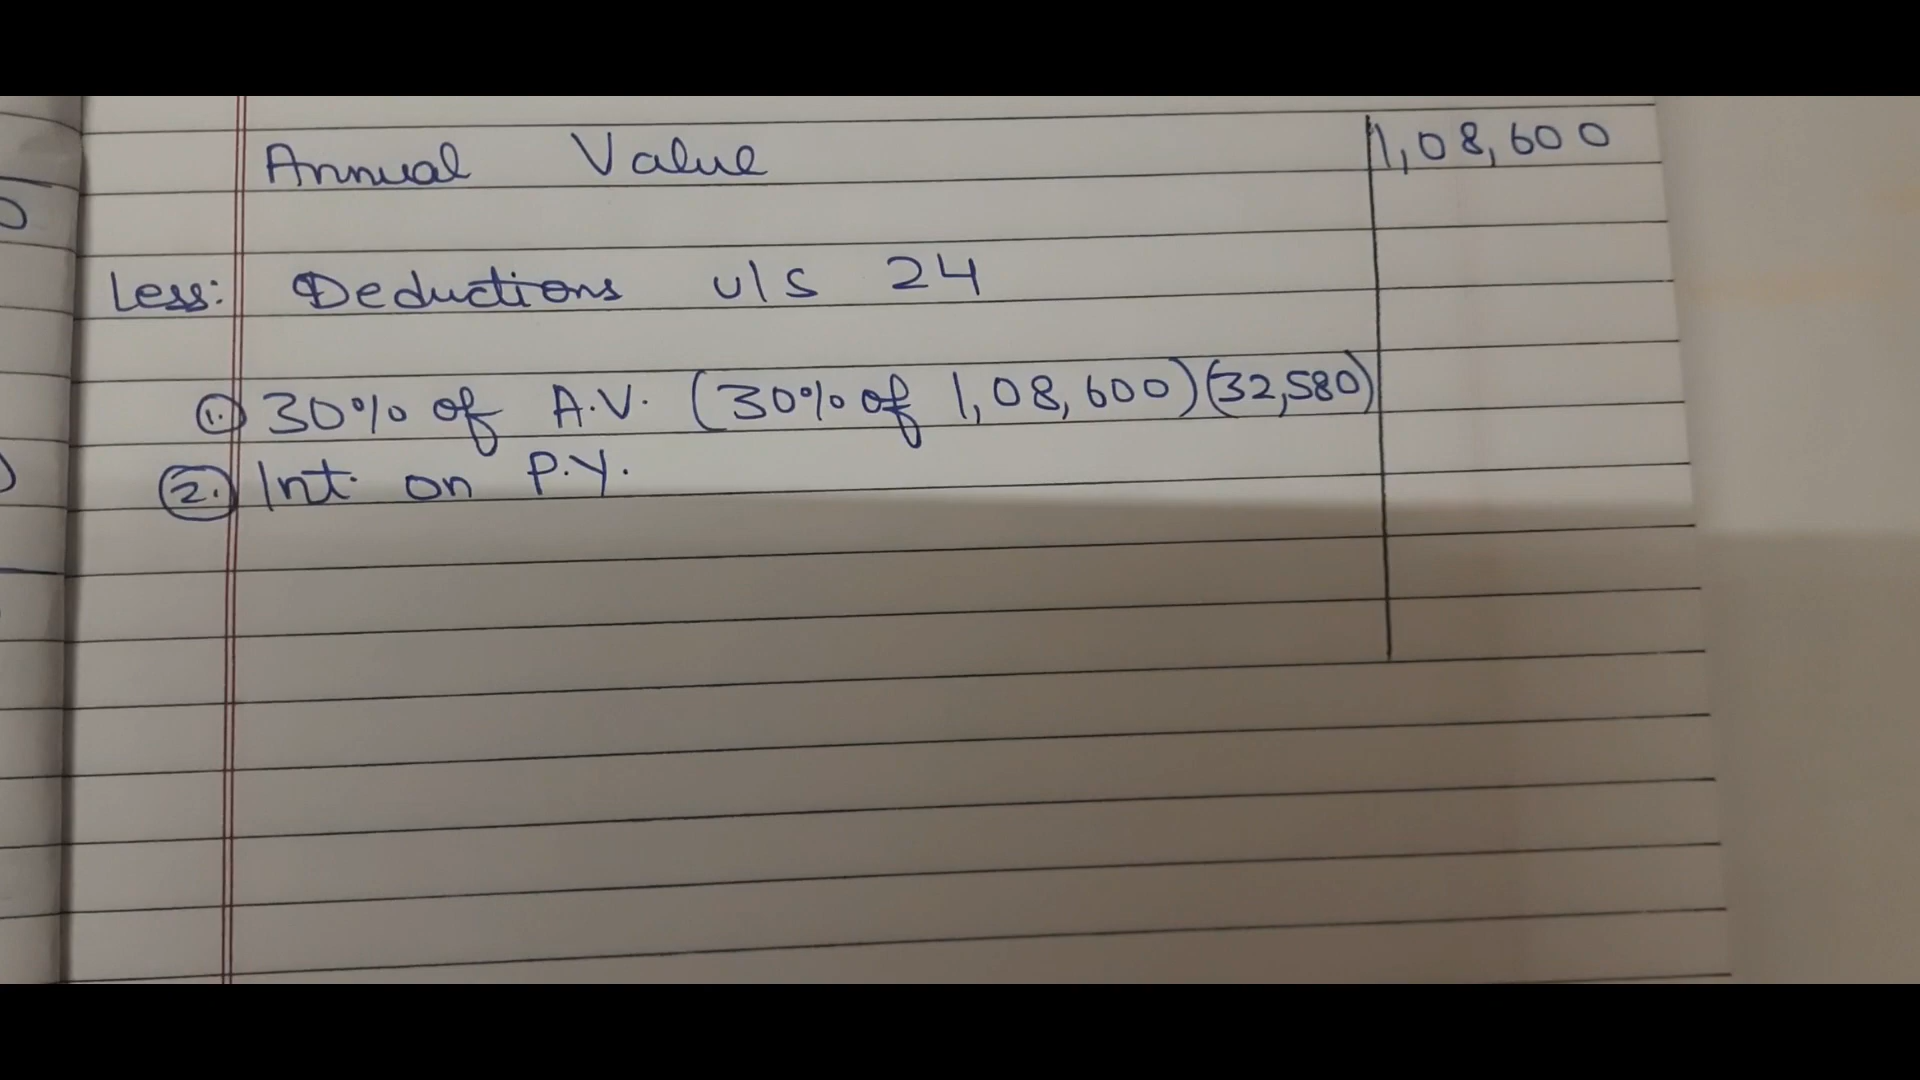 Annual Value 1,08,600
Less: Deductions u/s 24
1. 30% of A.V. (30% of 1,08,600) (32,580)
2. Int. on P.Y.